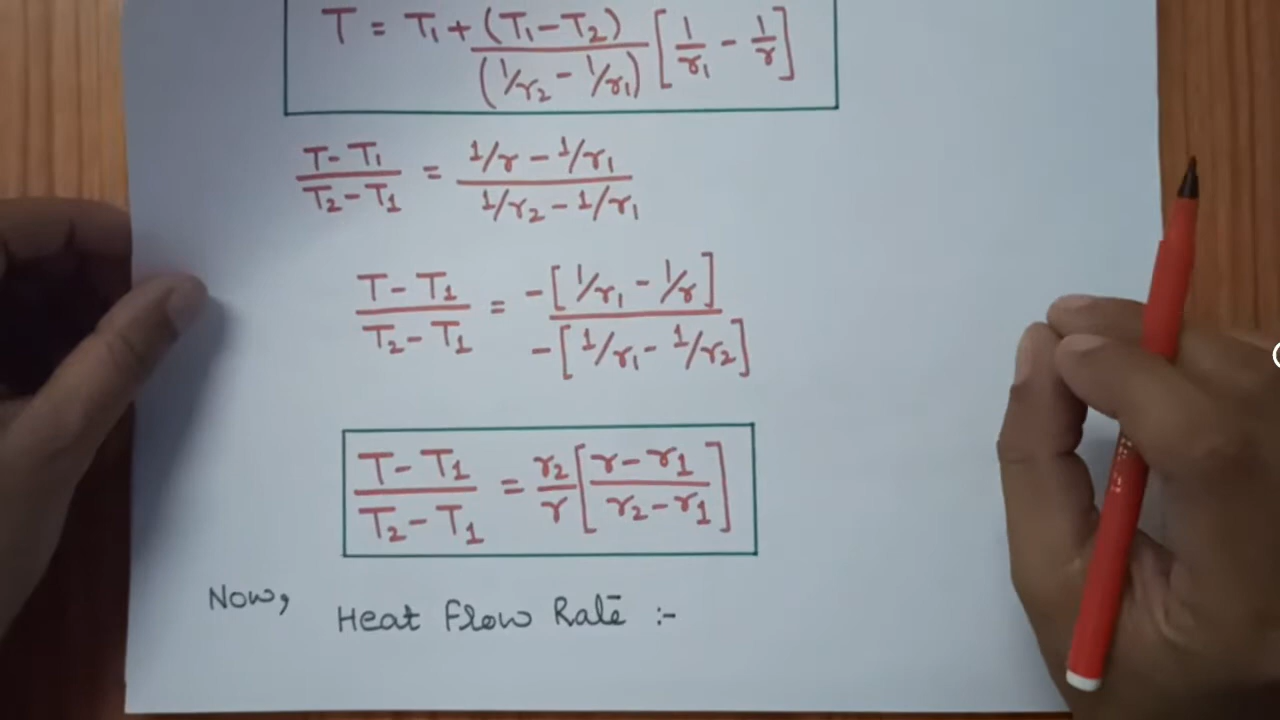 T = T₁ + (T₁ - T₂) / (1/r₂ - 1/r₁) [1/r₁ - 1/r]
T - T₁ / T₂ - T₁ = 1/r - 1/r₁ / 1/r₂ - 1/r₁
T - T₁ / T₂ - T₁ = -[1/r₁ - 1/r] / -[1/r₁ - 1/r₂]
T - T₁ / T₂ - T₁ = r₂/r [r - r₁ / r₂ - r₁]
Now,
Heat Flow Rate :-